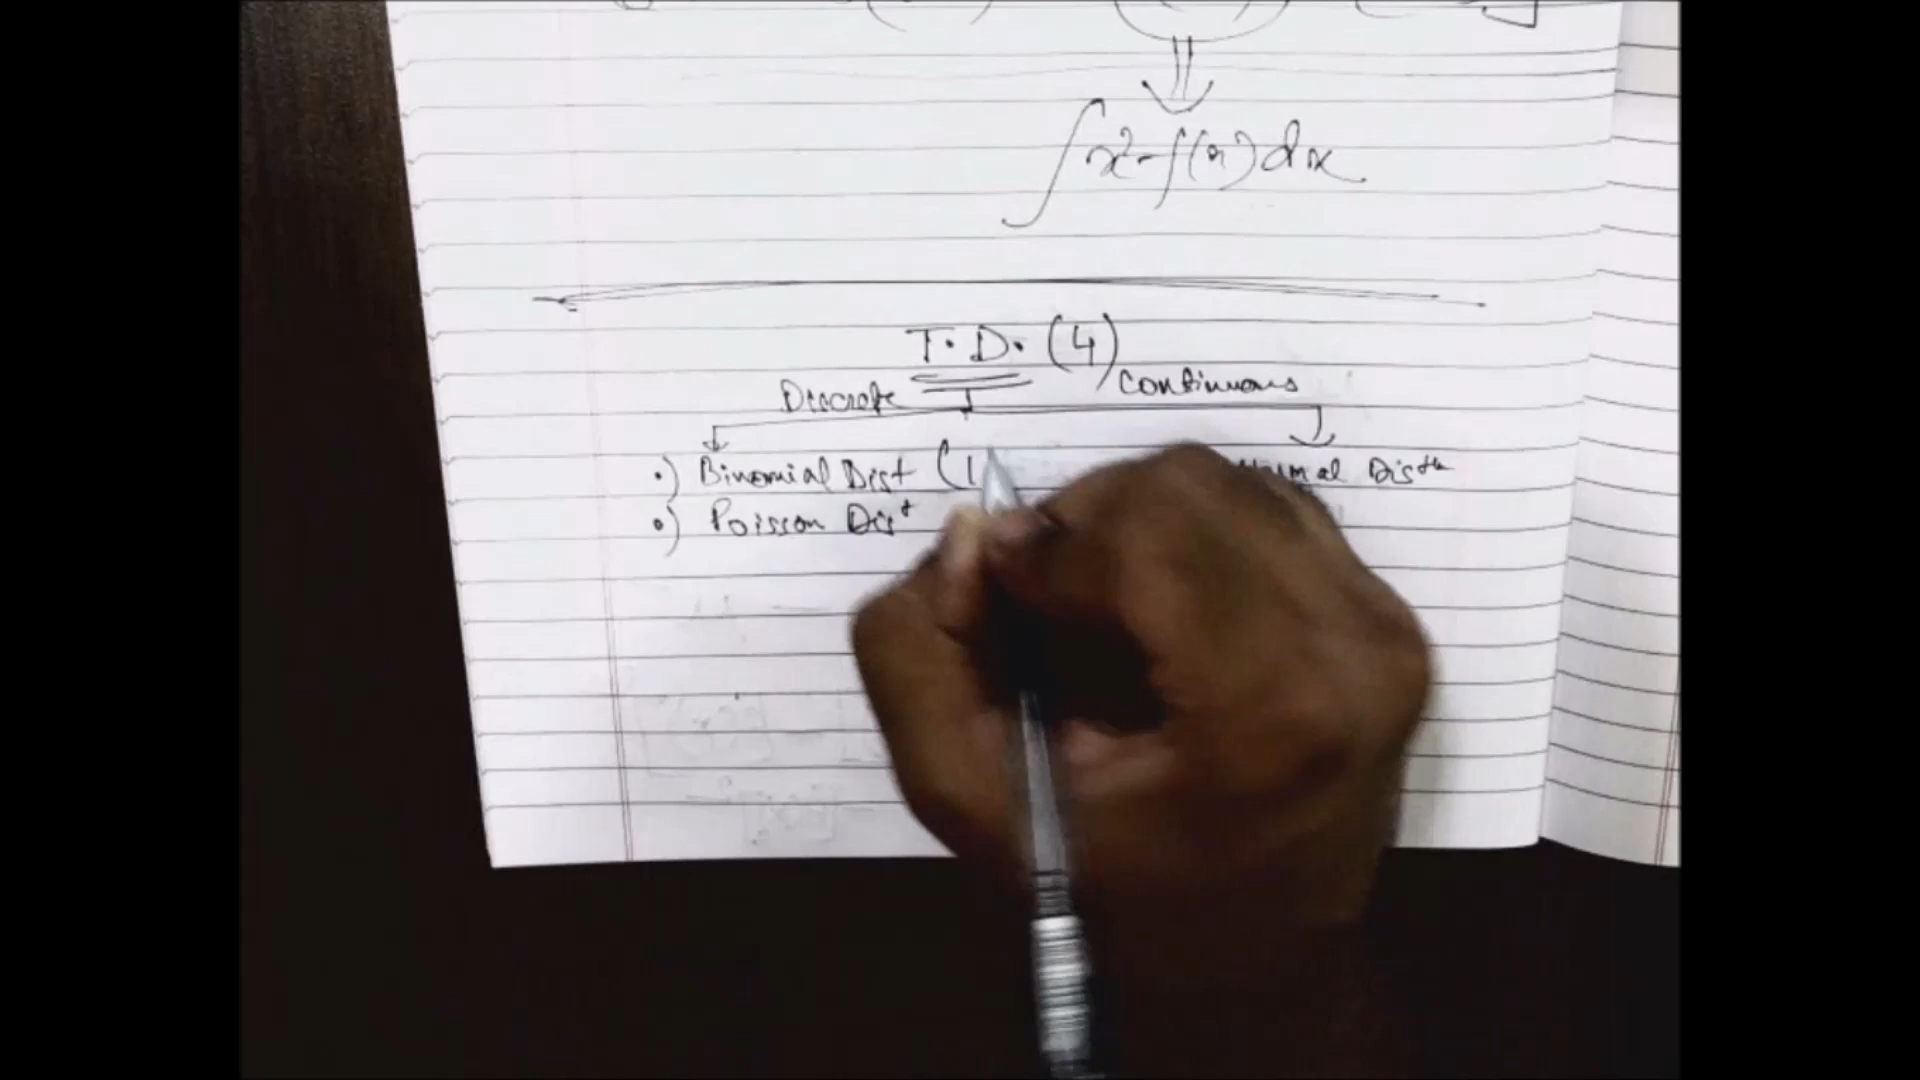 ∫x²-f(x)dx
T.D. (4)
Discrete Continuous
•) Binomial Dist (1 Normal Distn
•) Poisson Dist